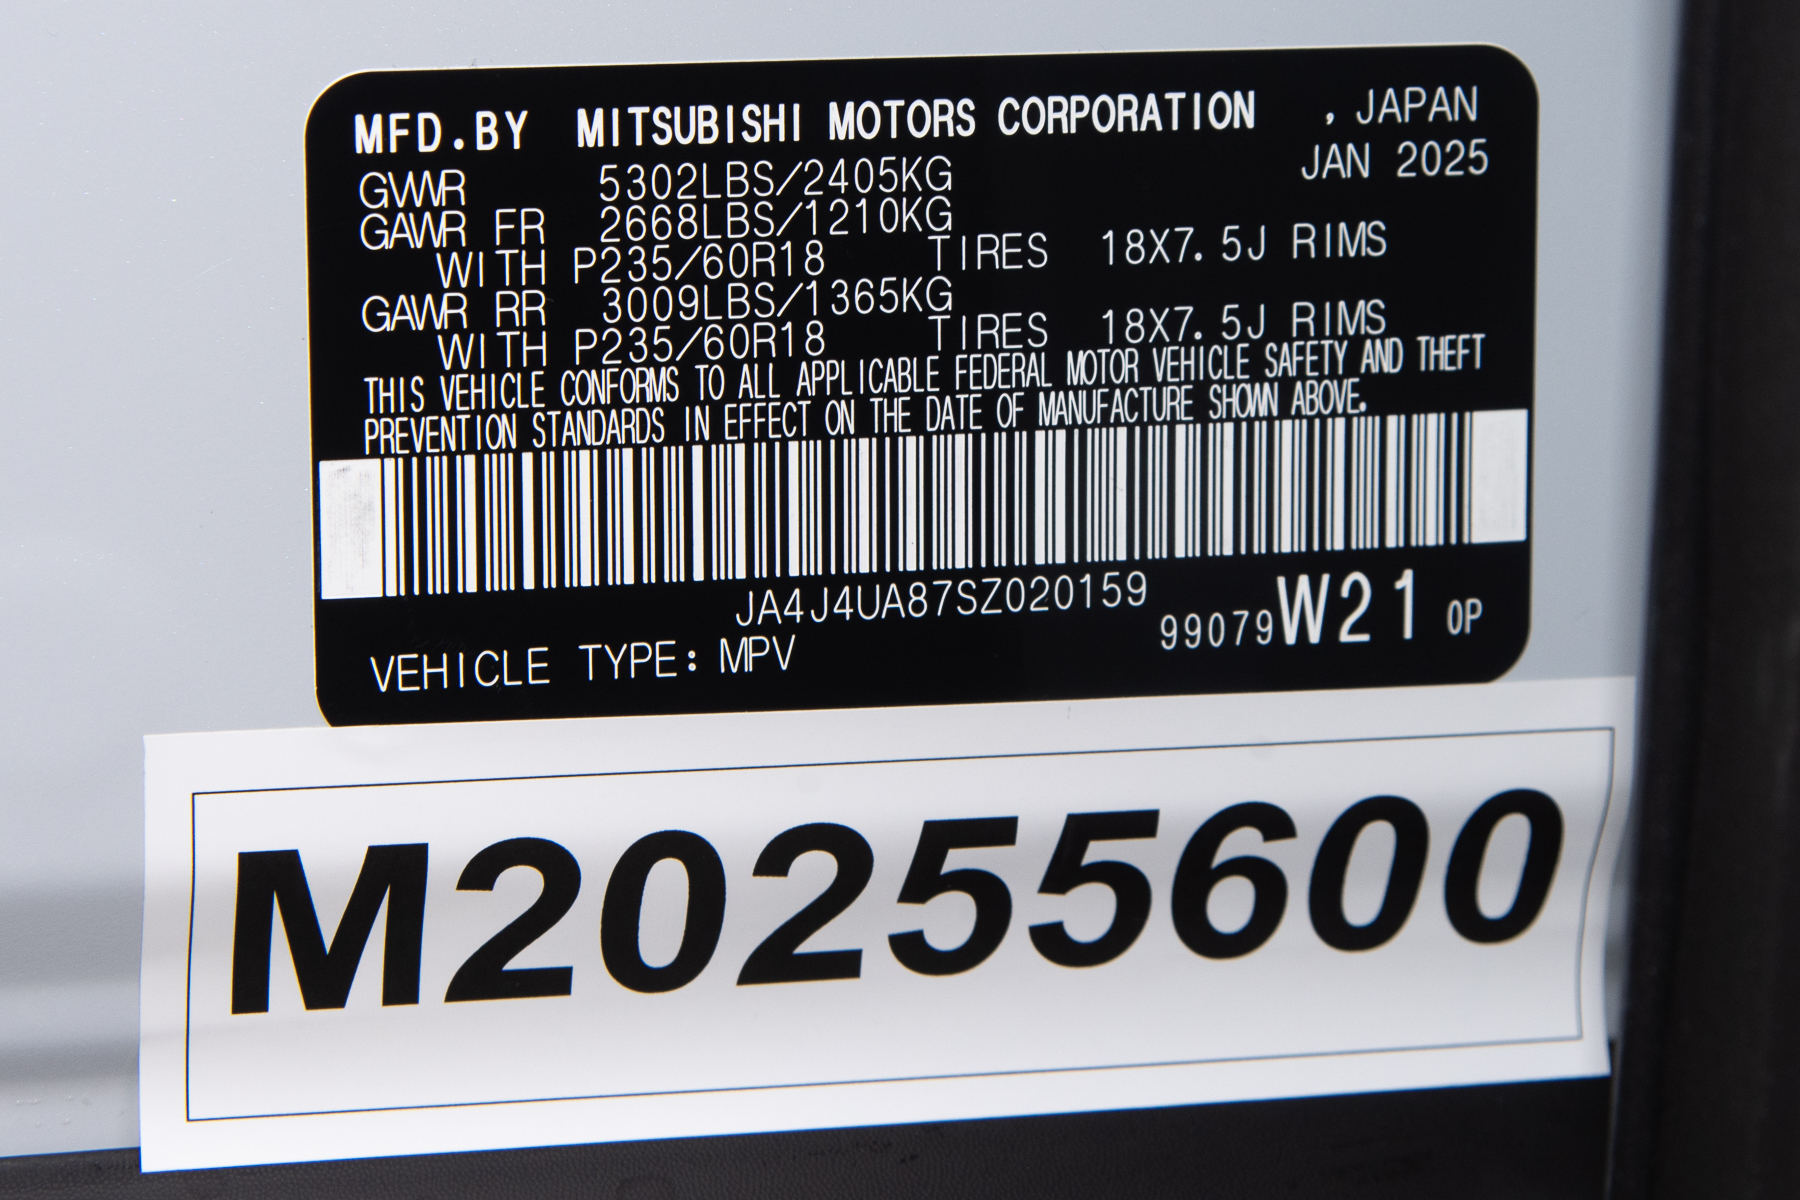 MFD.BY MITSUBISHI MOTORS CORPORATION , JAPAN
JAN 2025
GVWR 5302LBS/2405KG
GAWR FR 2668LBS/1210KG
WITH P235/60R18 TIRES 18X7.5J RIMS
GAWR RR 3009LBS/1365KG
WITH P235/60R18 TIRES 18X7.5J RIMS
THIS VEHICLE CONFORMS TO ALL APPLICABLE FEDERAL MOTOR VEHICLE SAFETY AND THEFT
PREVENTION STANDARDS IN EFFECT ON THE DATE OF MANUFACTURE SHOWN ABOVE.
JA4J4UA87SZ020159
99079W21 0P
VEHICLE TYPE: MPV
M20255600